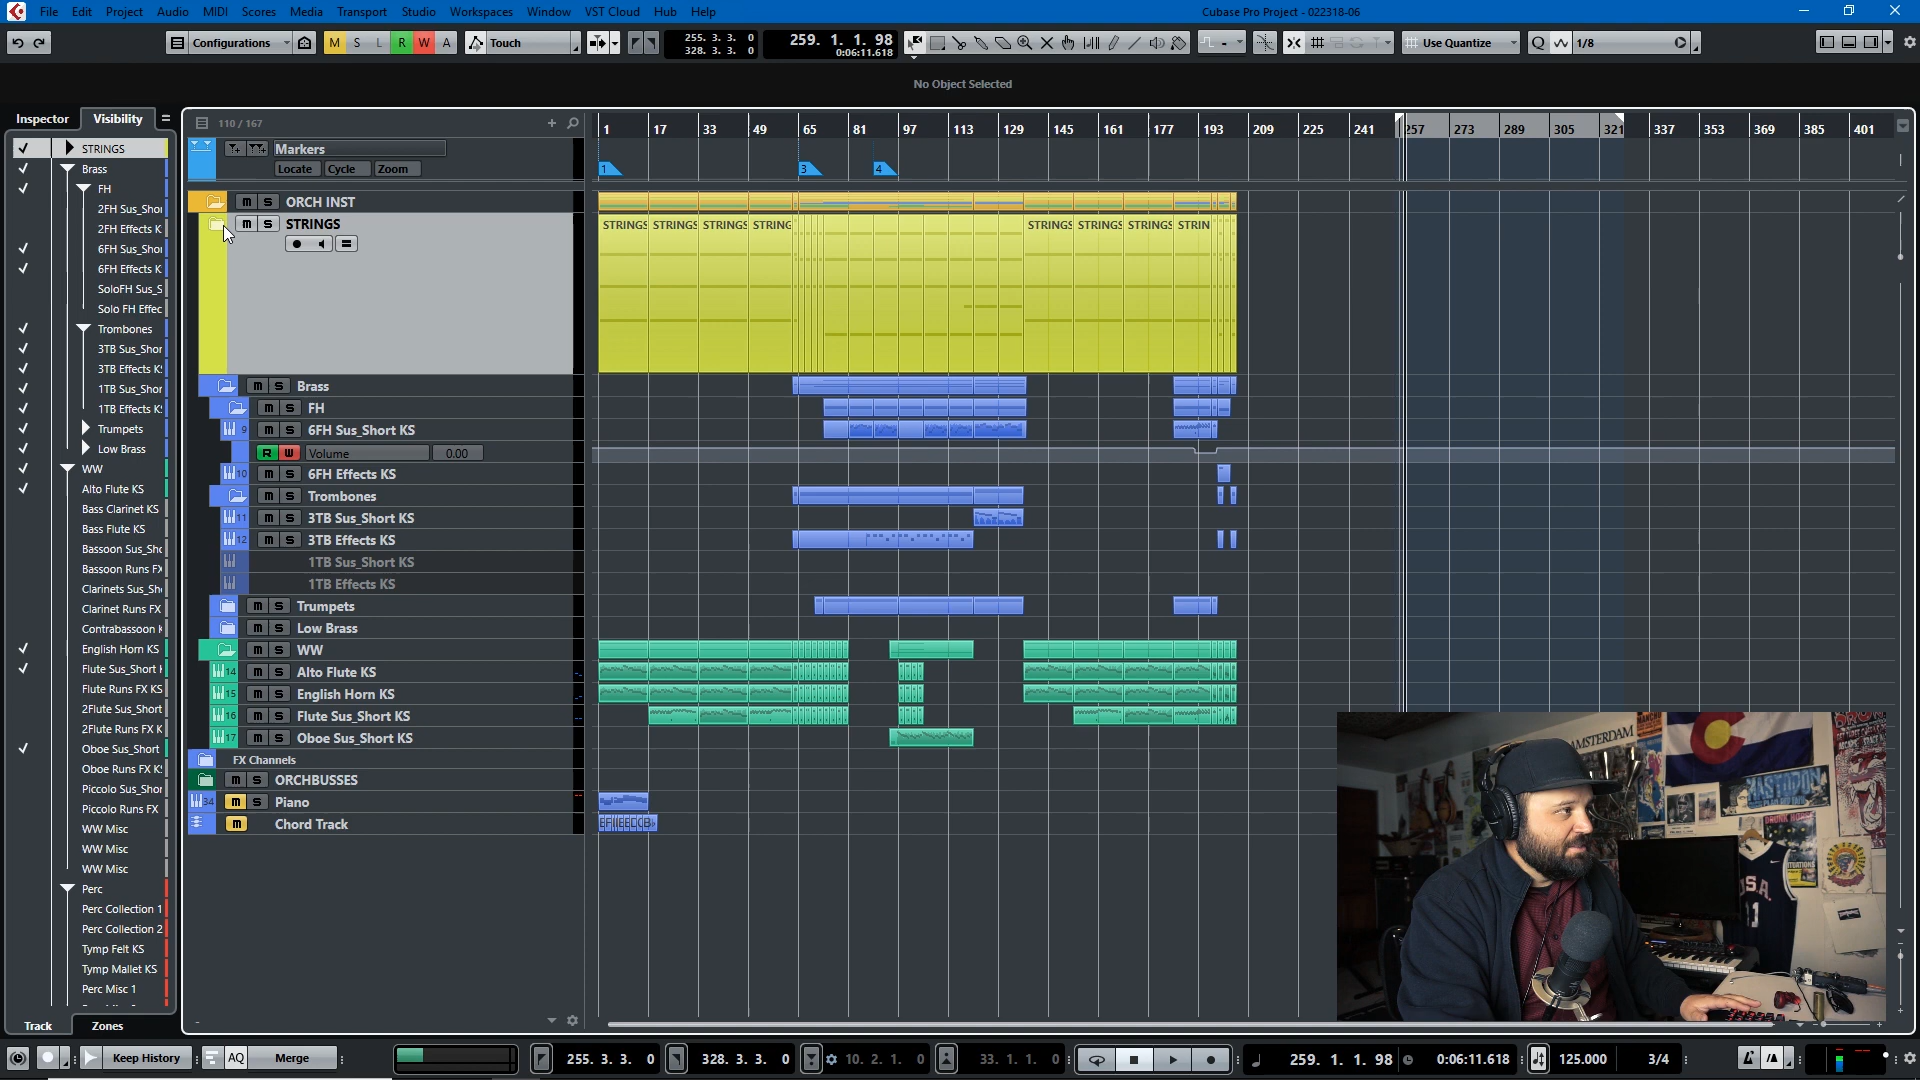 File Edit Project Audio MIDI Scores Media Transport Studio Workspaces Window VST Cloud Hub Help
Cubase Pro Project - 022318-06
Configurations M S L R W A Touch
255. 3. 3. 0
328. 3. 3. 0
259. 1. 1. 98
0:06:11.618
Use Quantize Q 1/8
No Object Selected
Inspector Visibility
110 / 167
1 17 33 49 65 81 97 113 129 145 161 177 193 209 225 241 257 273 289 305 321 337 353 369 385 401
Markers
Locate Cycle Zoom
1 3 4
STRINGS
Brass
FH
2FH Sus_Shor
2FH Effects K
6FH Sus_Shor
6FH Effects K
SoloFH Sus_S
Solo FH Effec
Trombones
3TB Sus_Shor
3TB Effects K
1TB Sus_Shor
1TB Effects K
Trumpets
Low Brass
WW
Alto Flute KS
Bass Clarinet KS
Bass Flute KS
Bassoon Sus_Sh
Bassoon Runs FX
Clarinets Sus_Sh
Clarinet Runs FX
Contrabassoon
English Horn KS
Flute Sus_Short
Flute Runs FX KS
2Flute Sus_Short
2Flute Runs FX K
Oboe Sus_Short
Oboe Runs FX K
Piccolo Sus_Shor
Piccolo Runs FX
WW Misc
WW Misc
WW Misc
Perc
Perc Collection 1
Perc Collection 2
Tymp Felt KS
Tymp Mallet KS
Perc Misc 1
Track Zones
m S ORCH INST
m S STRINGS
STRINGS STRINGS STRINGS STRING STRINGS STRINGS STRINGS STRIN
m S Brass
m S FH
9 m S 6FH Sus_Short KS
R W Volume 0.00
10 m S 6FH Effects KS
m S Trombones
11 m S 3TB Sus_Short KS
12 m S 3TB Effects KS
1TB Sus_Short KS
1TB Effects KS
m S Trumpets
m S Low Brass
m S WW
14 m S Alto Flute KS
15 m S English Horn KS
16 m S Flute Sus_Short KS
17 m S Oboe Sus_Short KS
FX Channels
m S ORCHBUSSES
34 m S Piano
m Chord Track
AMSTERDAM
MASTODON
U.S.A.
11
Keep History AQ Merge
255. 3. 3. 0 328. 3. 3. 0 10. 2. 1. 0 33. 1. 1. 0 259. 1. 1. 98 0:06:11.618 125.000 3/4